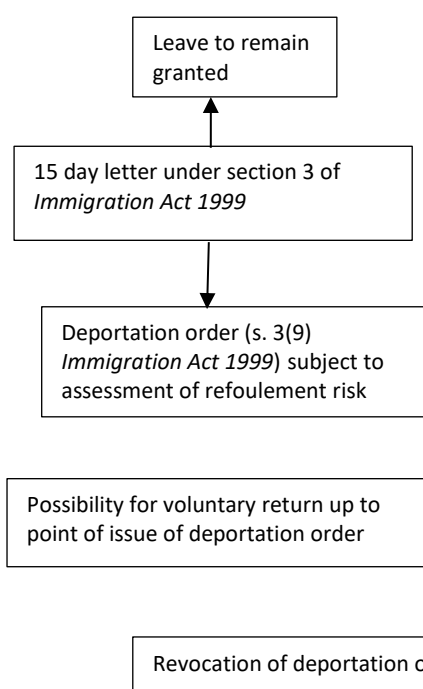 Leave to remain
granted
15 day letter under section 3 of
Immigration Act 1999
Deportation order (s. 3(9)
Immigration Act 1999) subject to
assessment of refoulement risk
Possibility for voluntary return up to
point of issue of deportation order
Revocation of deportation